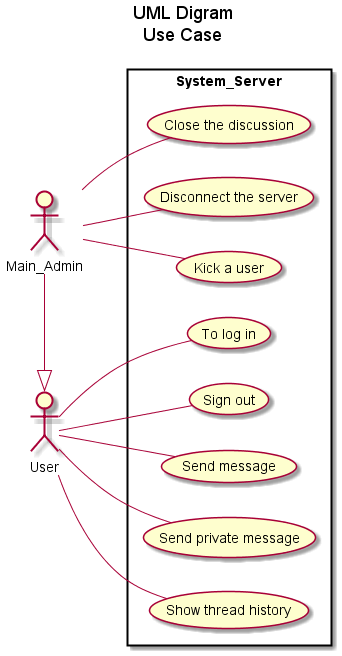 UML Digram
Use Case
System_Server
Close the discussion
Disconnect the server
Kick a user
Main_Admin
To log in
Sign out
User
Send message
Send private message
Show thread history